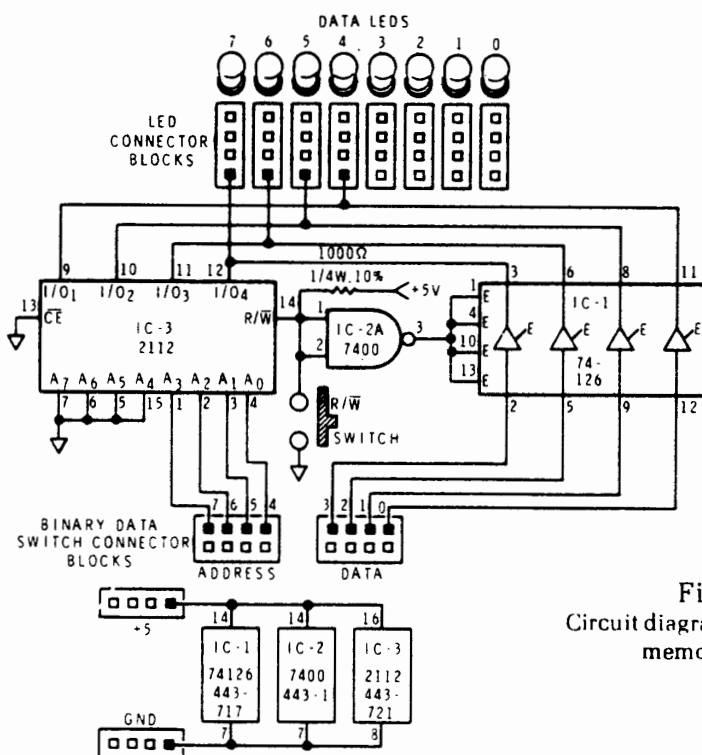 DATA LEDS
7 6 5 4 3 2 1 0
LED
CONNECTOR
BLOCKS
1000Ω
1/4W, 10%
+5V
9 10 11 12
I/O1 I/O2 I/O3 I/O4
13
CE
IC-3
2112
R/W
14
A7 A6 A5 A4 A3 A2 A1 A0
7 6 5 15 1 2 3 4
1
2
IC-2A
7400
3
R/W
SWITCH
3 6 8 11
1 E
4 E
10 E
13 E
IC-1
E E E E
74-
126
2 5 9 12
BINARY DATA
SWITCH CONNECTOR
BLOCKS
7 6 5 4
ADDRESS
3 2 1 0
DATA
+5
14 14 16
IC-1
74126
443-
717
IC-2
7400
443-1
IC-3
2112
443-
721
7 7 8
GND
Fi
Circuit diagra
memo